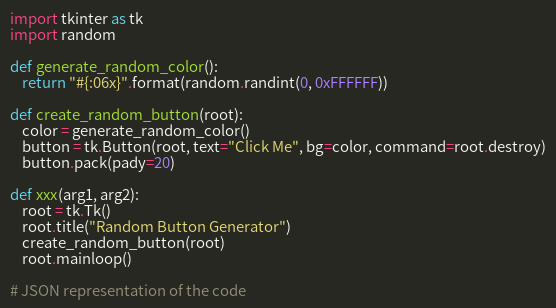 import tkinter as tk
import random

def generate_random_color():
    return "#{:06x}".format(random.randint(0, 0xFFFFFF))

def create_random_button(root):
    color = generate_random_color()
    button = tk.Button(root, text="Click Me", bg=color, command=root.destroy)
    button.pack(pady=20)

def xxx(arg1, arg2):
    root = tk.Tk()
    root.title("Random Button Generator")
    create_random_button(root)
    root.mainloop()

# JSON representation of the code